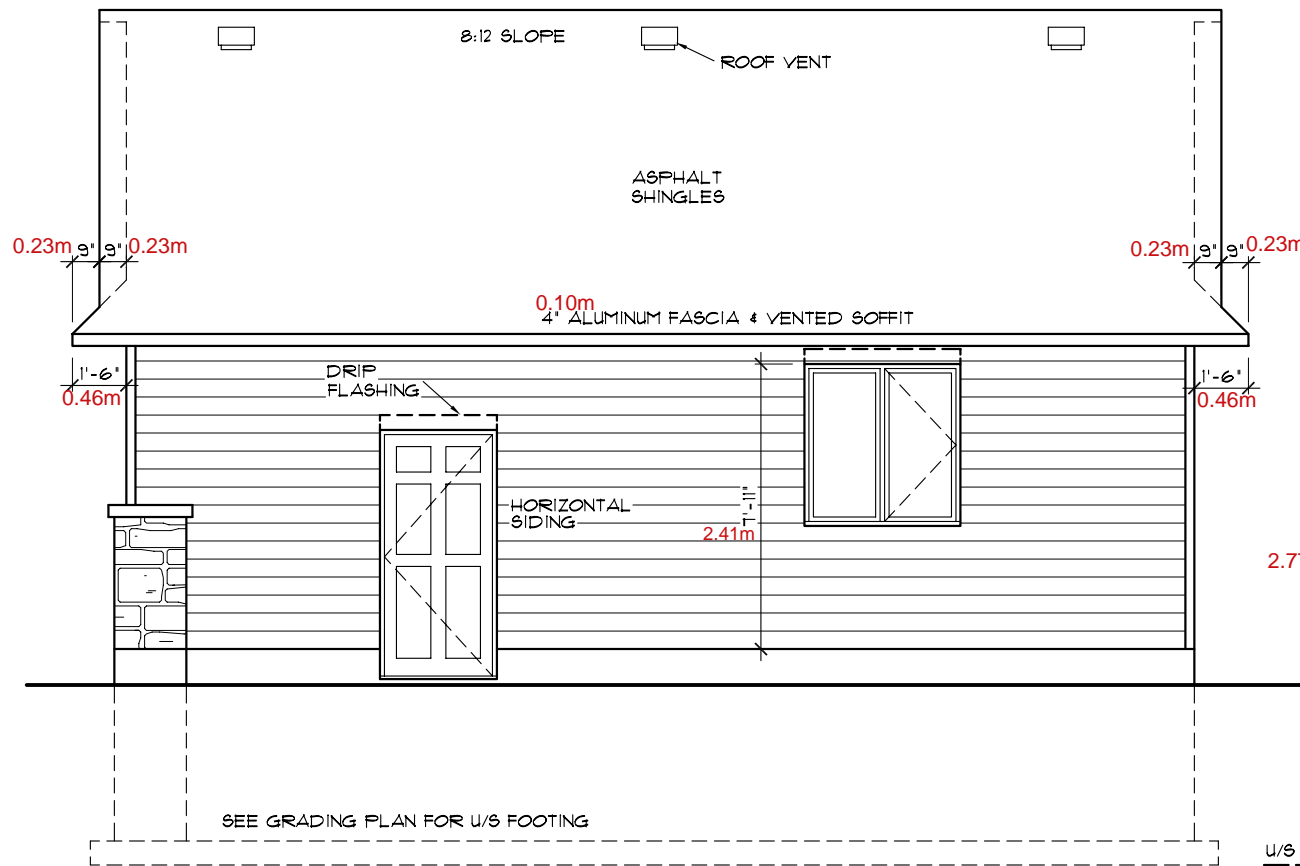 8:12 SLOPE
ROOF VENT
ASPHALT
SHINGLES
0.23m 9" 9" 0.23m
0.23m 9" 9" 0.23m
0.10m
4" ALUMINUM FASCIA & VENTED SOFFIT
DRIP
FLASHING
1'-6"
0.46m
1'-6"
0.46m
HORIZONTAL
SIDING
7'-11"
2.41m
2.7
SEE GRADING PLAN FOR U/S FOOTING
U/S